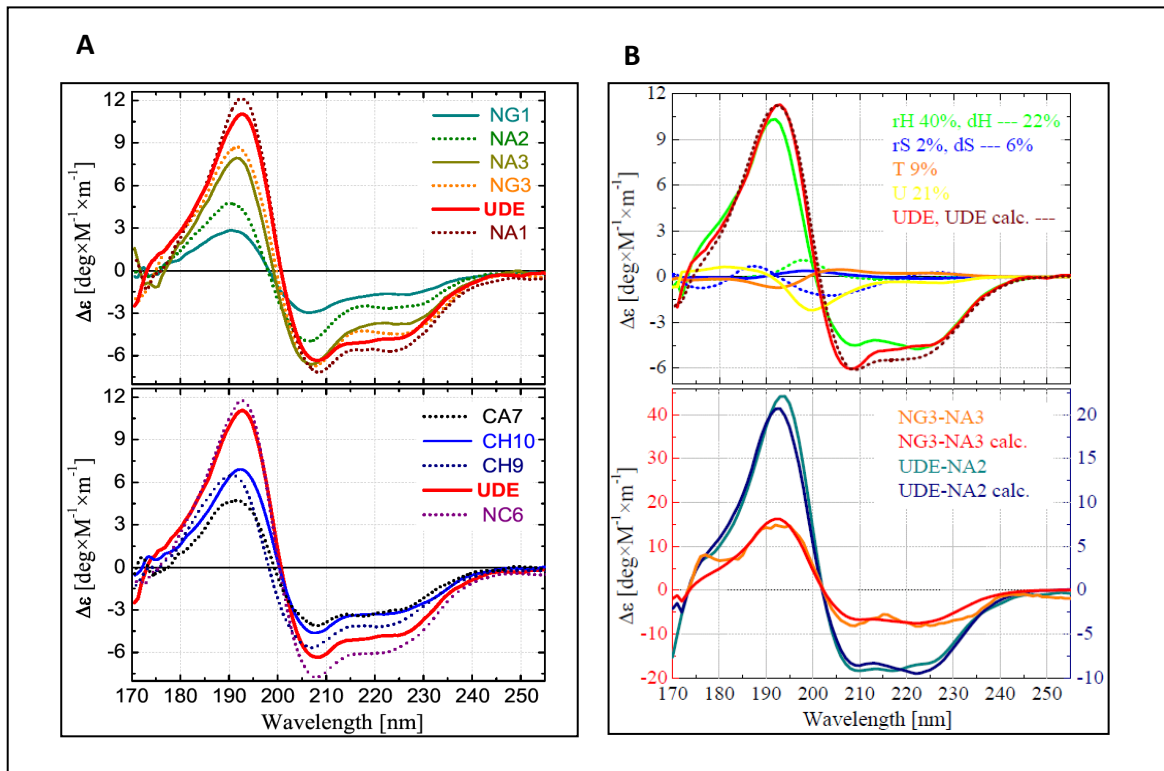 A
12
9
6
3
0
-3
-6
Δε [deg×M⁻¹×m⁻¹]
NG1
NA2
NA3
NG3
UDE
NA1
12
9
6
3
0
-3
-6
Δε [deg×M⁻¹×m⁻¹]
CA7
CH10
CH9
UDE
NC6
170 180 190 200 210 220 230 240 250
Wavelength [nm]
B
12
9
6
3
0
-3
-6
Δε [deg×M⁻¹×m⁻¹]
rH 40%, dH --- 22%
rS 2%, dS --- 6%
T 9%
U 21%
UDE, UDE calc. ---
40
30
20
10
0
-10
-20
Δε [deg×M⁻¹×m⁻¹]
NG3-NA3
NG3-NA3 calc.
UDE-NA2
UDE-NA2 calc.
20
15
10
5
0
-5
-10
170 180 190 200 210 220 230 240 250
Wavelength [nm]